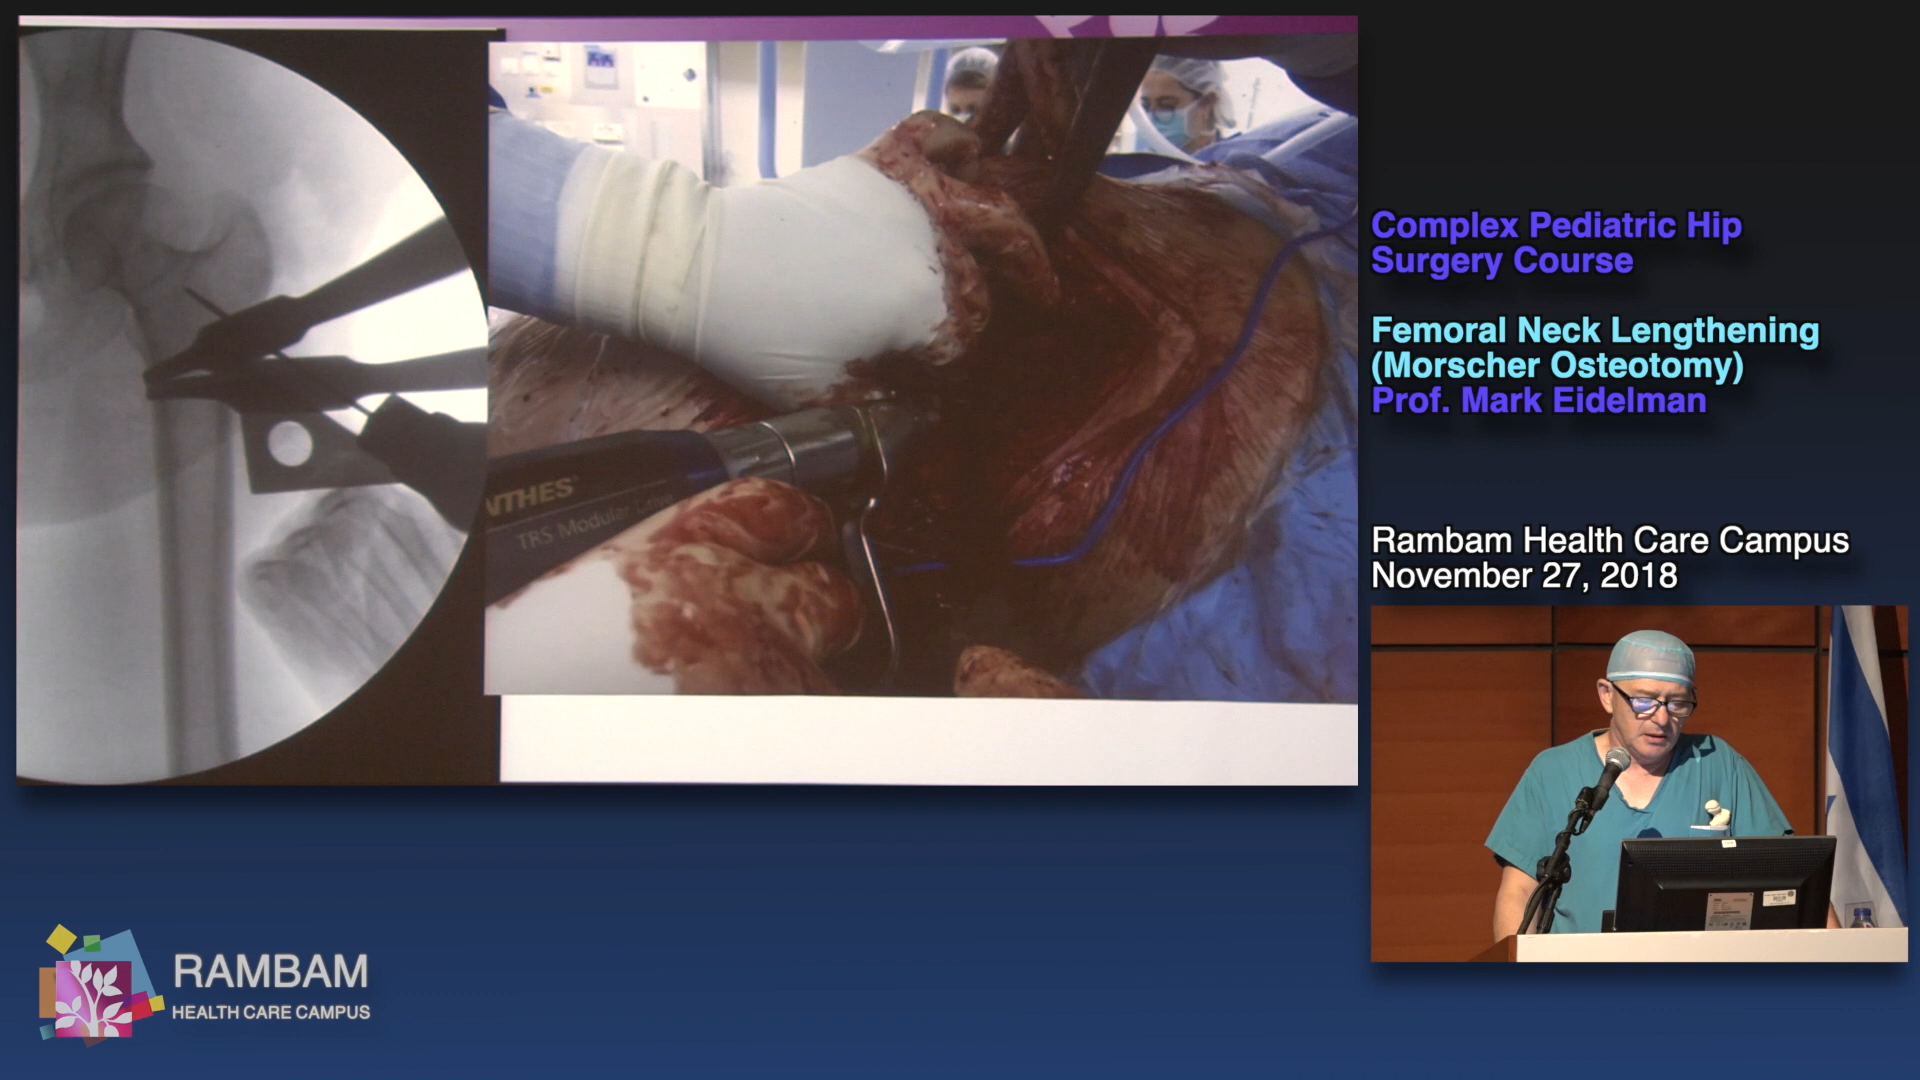 Complex Pediatric Hip
Surgery Course
Femoral Neck Lengthening
(Morscher Osteotomy)
Prof. Mark Eidelman
Rambam Health Care Campus
November 27, 2018
NTHES
TRS Modular Drive
RAMBAM
HEALTH CARE CAMPUS